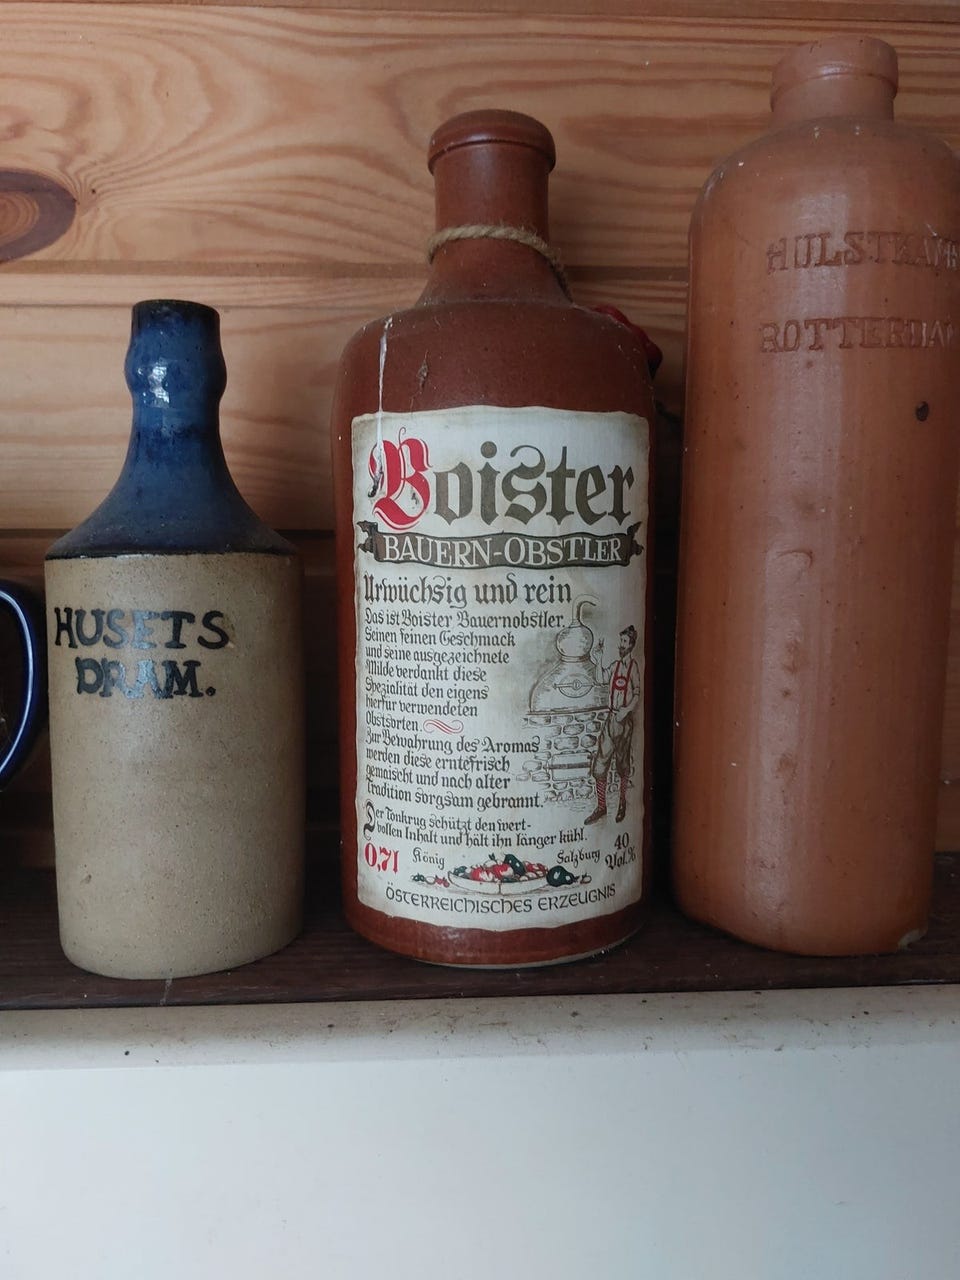 HUSETS
DRAM.
Boister
BAUERN-OBSTLER
Urwüchsig und rein
Das ist Boister Bauernobstler.
Seinen feinen Geschmack
und seine ausgezeichnete
Milde verdankt diese
Spezialität den eigens
hierfür verwendeten
Obstsorten.
Zur Bewahrung des Aromas
werden diese erntefrisch
gemaischt und nach alter
Tradition sorgsam gebrannt.
Der Tonkrug schützt den wert-
vollen Inhalt und hält ihn länger kühl.
0,7l König Salzburg 40 Vol.%
ÖSTERREICHISCHES ERZEUGNIS
HULSTKAMP
ROTTERDAM